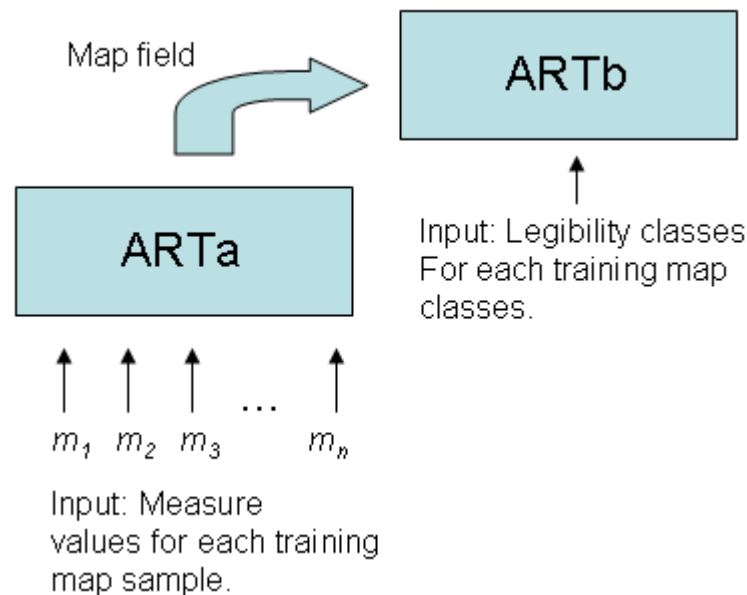 Map field
ARTb
ARTa
Input: Legibility classes
For each training map
classes.
m1 m2 m3 … mn
Input: Measure
values for each training
map sample.